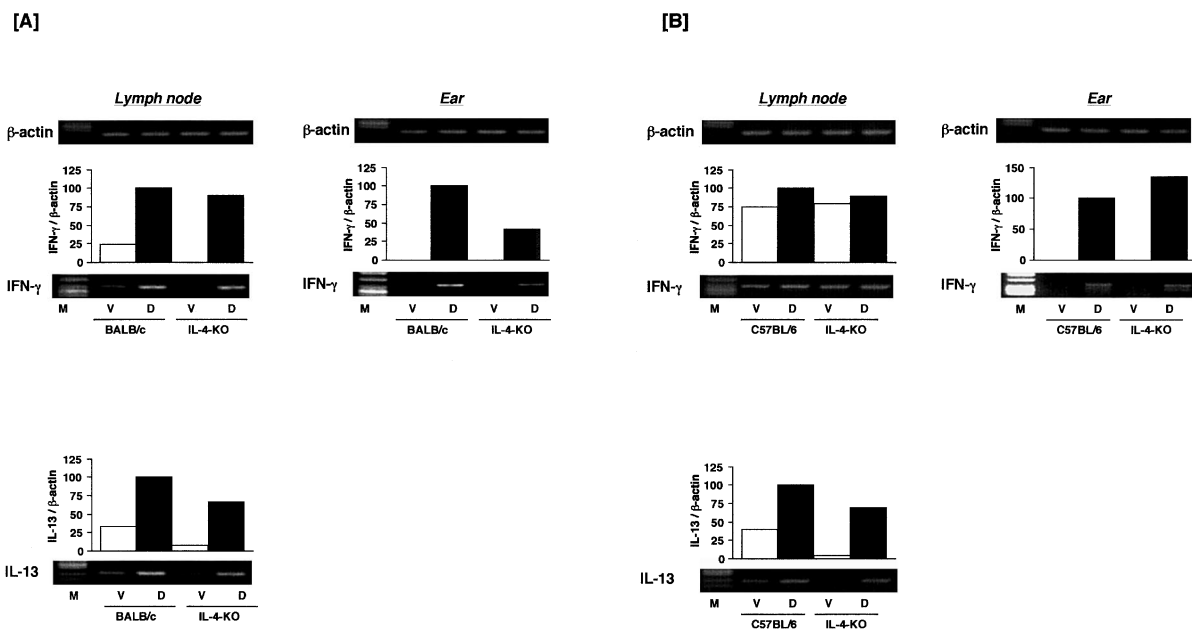 [A]
[B]
Lymph node
Ear
β-actin
β-actin
125
100
75
50
25
0
IFN-γ / β-actin
125
100
75
50
25
0
IFN-γ / β-actin
IFN-γ
IFN-γ
M V D V D
BALB/c IL-4-KO
M V D V D
BALB/c IL-4-KO
125
100
75
50
25
0
IL-13 / β-actin
IL-13
M V D V D
BALB/c IL-4-KO
Lymph node
Ear
β-actin
β-actin
125
100
75
50
25
0
IFN-γ / β-actin
150
100
50
0
IFN-γ / β-actin
IFN-γ
IFN-γ
M V D V D
C57BL/6 IL-4-KO
M V D V D
C57BL/6 IL-4-KO
125
100
75
50
25
0
IL-13 / β-actin
IL-13
M V D V D
C57BL/6 IL-4-KO